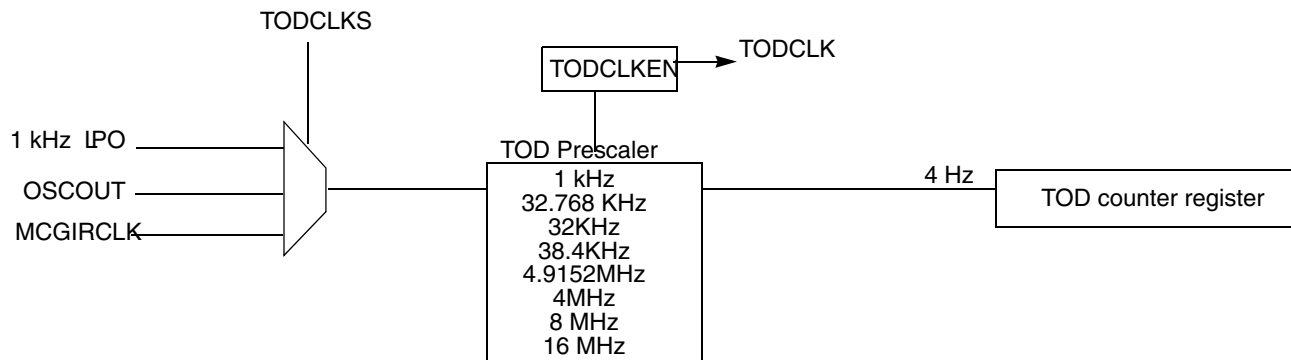 TODCLKS
TODCLKEN
TODCLK
1 kHz LPO
OSCOUT
MCGIRCLK
TOD Prescaler
1 kHz
32.768 KHz
32KHz
38.4KHz
4.9152MHz
4MHz
8 MHz
16 MHz
4 Hz
TOD counter register